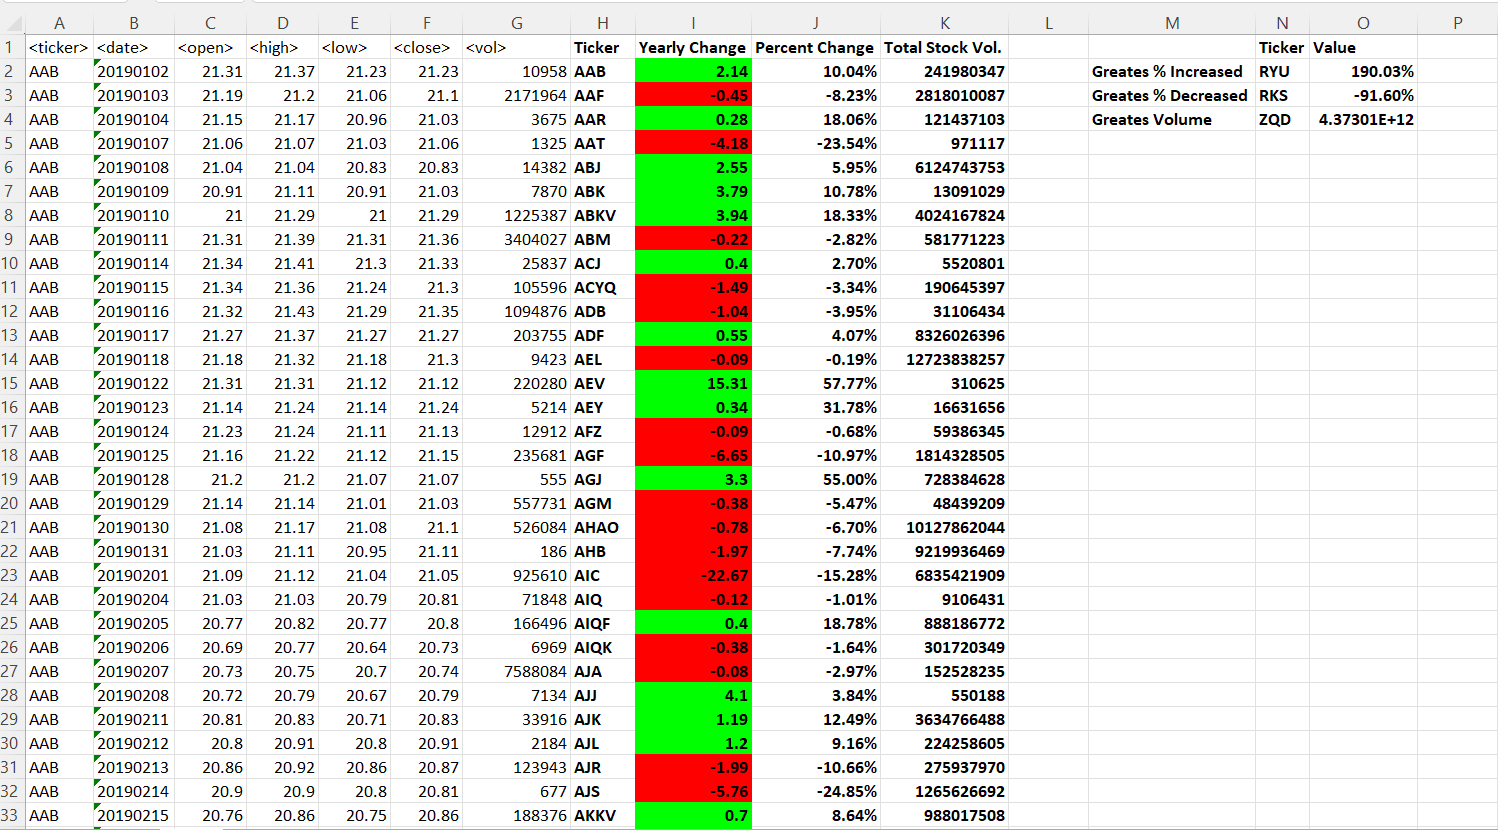 A B C D E F G H I J K L M N O P
1 <ticker> <date> <open> <high> <low> <close> <vol> Ticker Yearly Change Percent Change Total Stock Vol. Ticker Value
2 AAB 20190102 21.31 21.37 21.23 21.23 10958 AAB 2.14 10.04% 241980347 Greates % Increased RYU 190.03%
3 AAB 20190103 21.19 21.2 21.06 21.1 2171964 AAF -0.45 -8.23% 2818010087 Greates % Decreased RKS -91.60%
4 AAB 20190104 21.15 21.17 20.96 21.03 3675 AAR 0.28 18.06% 121437103 Greates Volume ZQD 4.37301E+12
5 AAB 20190107 21.06 21.07 21.03 21.06 1325 AAT -4.18 -23.54% 971117
6 AAB 20190108 21.04 21.04 20.83 20.83 14382 ABJ 2.55 5.95% 6124743753
7 AAB 20190109 20.91 21.11 20.91 21.03 7870 ABK 3.79 10.78% 13091029
8 AAB 20190110 21 21.29 21 21.29 1225387 ABKV 3.94 18.33% 4024167824
9 AAB 20190111 21.31 21.39 21.31 21.36 3404027 ABM -0.22 -2.82% 581771223
10 AAB 20190114 21.34 21.41 21.3 21.33 25837 ACJ 0.4 2.70% 5520801
11 AAB 20190115 21.34 21.36 21.24 21.3 105596 ACYQ -1.49 -3.34% 190645397
12 AAB 20190116 21.32 21.43 21.29 21.35 1094876 ADB -1.04 -3.95% 31106434
13 AAB 20190117 21.27 21.37 21.27 21.27 203755 ADF 0.55 4.07% 8326026396
14 AAB 20190118 21.18 21.32 21.18 21.3 9423 AEL -0.09 -0.19% 12723838257
15 AAB 20190122 21.31 21.31 21.12 21.12 220280 AEV 15.31 57.77% 310625
16 AAB 20190123 21.14 21.24 21.14 21.24 5214 AEY 0.34 31.78% 16631656
17 AAB 20190124 21.23 21.24 21.11 21.13 12912 AFZ -0.09 -0.68% 59386345
18 AAB 20190125 21.16 21.22 21.12 21.15 235681 AGF -6.65 -10.97% 1814328505
19 AAB 20190128 21.2 21.2 21.07 21.07 555 AGJ 3.3 55.00% 728384628
20 AAB 20190129 21.14 21.14 21.01 21.03 557731 AGM -0.38 -5.47% 48439209
21 AAB 20190130 21.08 21.17 21.08 21.1 526084 AHAO -0.78 -6.70% 10127862044
22 AAB 20190131 21.03 21.11 20.95 21.11 186 AHB -1.97 -7.74% 9219936469
23 AAB 20190201 21.09 21.12 21.04 21.05 925610 AIC -22.67 -15.28% 6835421909
24 AAB 20190204 21.03 21.03 20.79 20.81 71848 AIQ -0.12 -1.01% 9106431
25 AAB 20190205 20.77 20.82 20.77 20.8 166496 AIQF 0.4 18.78% 888186772
26 AAB 20190206 20.69 20.77 20.64 20.73 6969 AIQK -0.38 -1.64% 301720349
27 AAB 20190207 20.73 20.75 20.7 20.74 7588084 AJA -0.08 -2.97% 152528235
28 AAB 20190208 20.72 20.79 20.67 20.79 7134 AJJ 4.1 3.84% 550188
29 AAB 20190211 20.81 20.83 20.71 20.83 33916 AJK 1.19 12.49% 3634766488
30 AAB 20190212 20.8 20.91 20.8 20.91 2184 AJL 1.2 9.16% 224258605
31 AAB 20190213 20.86 20.92 20.86 20.87 123943 AJR -1.99 -10.66% 275937970
32 AAB 20190214 20.9 20.9 20.8 20.81 677 AJS -5.76 -24.85% 1265626692
33 AAB 20190215 20.76 20.86 20.75 20.86 188376 AKKV 0.7 8.64% 988017508